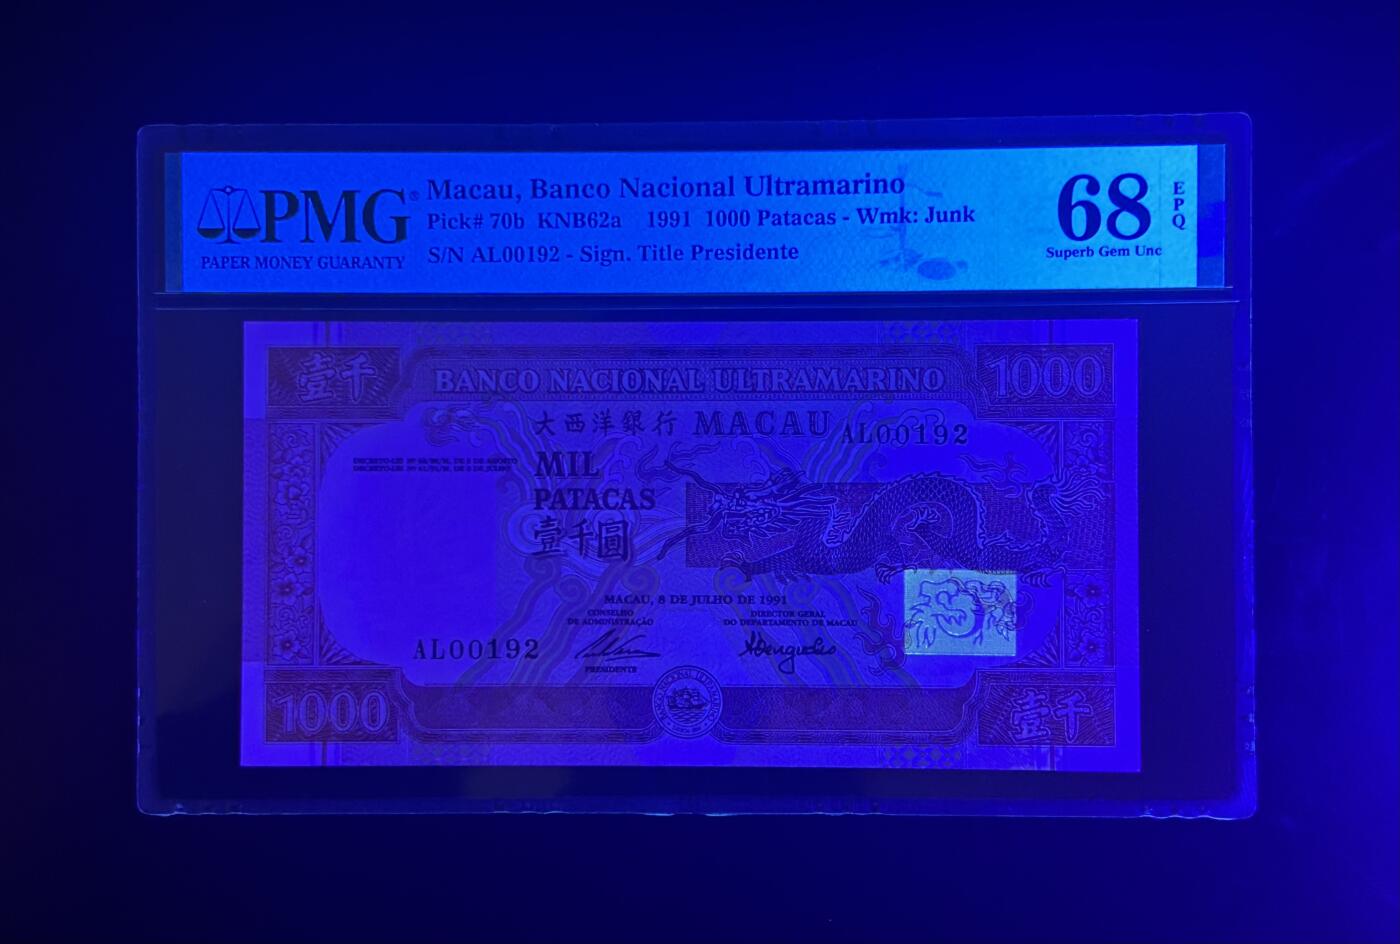 PMG®
PAPER MONEY GUARANTY
Macau, Banco Nacional Ultramarino
Pick# 70b KNB62a 1991 1000 Patacas - Wmk: Junk
S/N AL00192 - Sign. Title Presidente
68
EPQ
Superb Gem Unc
壹千
BANCO NACIONAL ULTRAMARINO
1000
大西洋銀行 MACAU
AL00192
MIL
PATACAS
壹千圓
MACAU, 8 DE JULHO DE 1991
CONSELHO
DE ADMINISTRAÇÃO
DIRECTOR GERAL
DO DEPARTAMENTO DE MACAU
AL00192
PRESIDENTE
1000
壹千